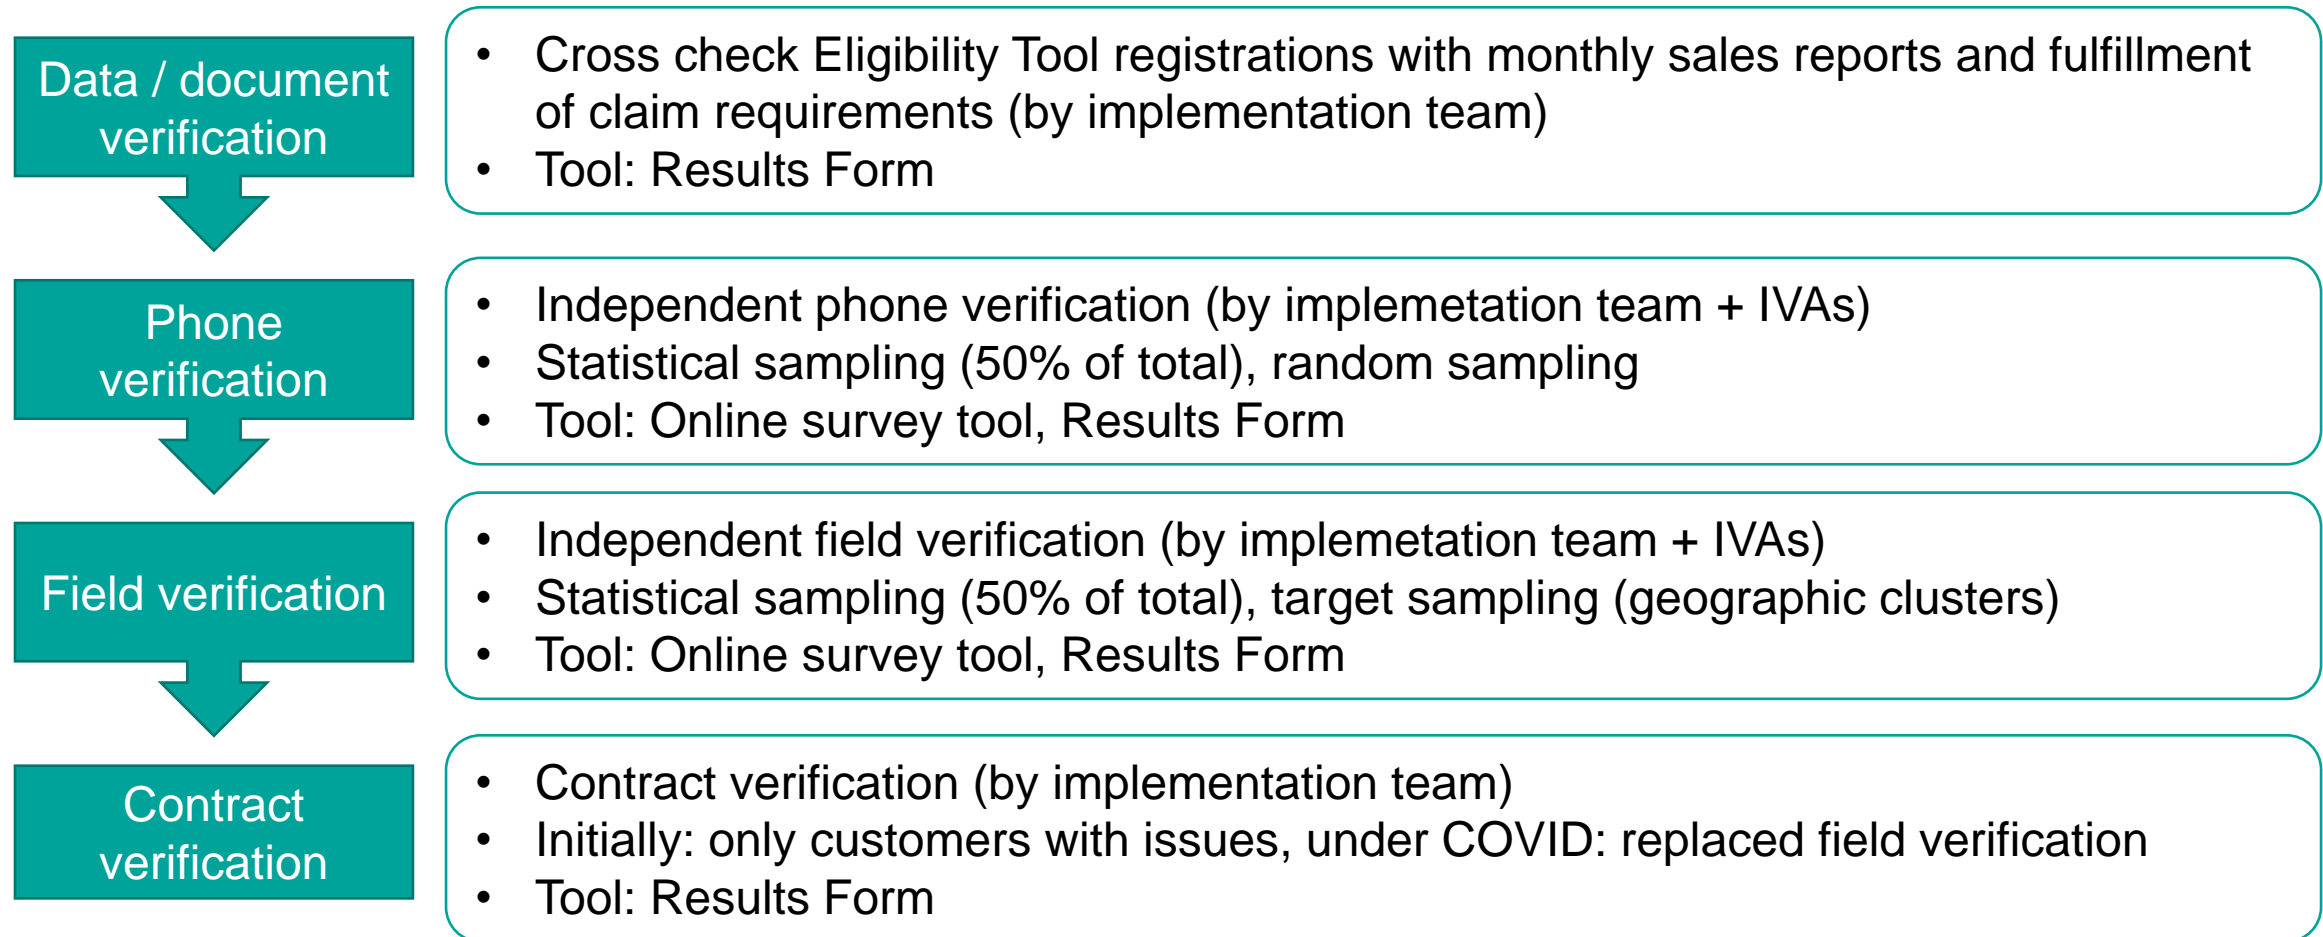 Data / document
verification
• Cross check Eligibility Tool registrations with monthly sales reports and fulfillment
of claim requirements (by implementation team)
• Tool: Results Form
Phone
verification
• Independent phone verification (by implemetation team + IVAs)
• Statistical sampling (50% of total), random sampling
• Tool: Online survey tool, Results Form
Field verification
• Independent field verification (by implemetation team + IVAs)
• Statistical sampling (50% of total), target sampling (geographic clusters)
• Tool: Online survey tool, Results Form
Contract
verification
• Contract verification (by implementation team)
• Initially: only customers with issues, under COVID: replaced field verification
• Tool: Results Form